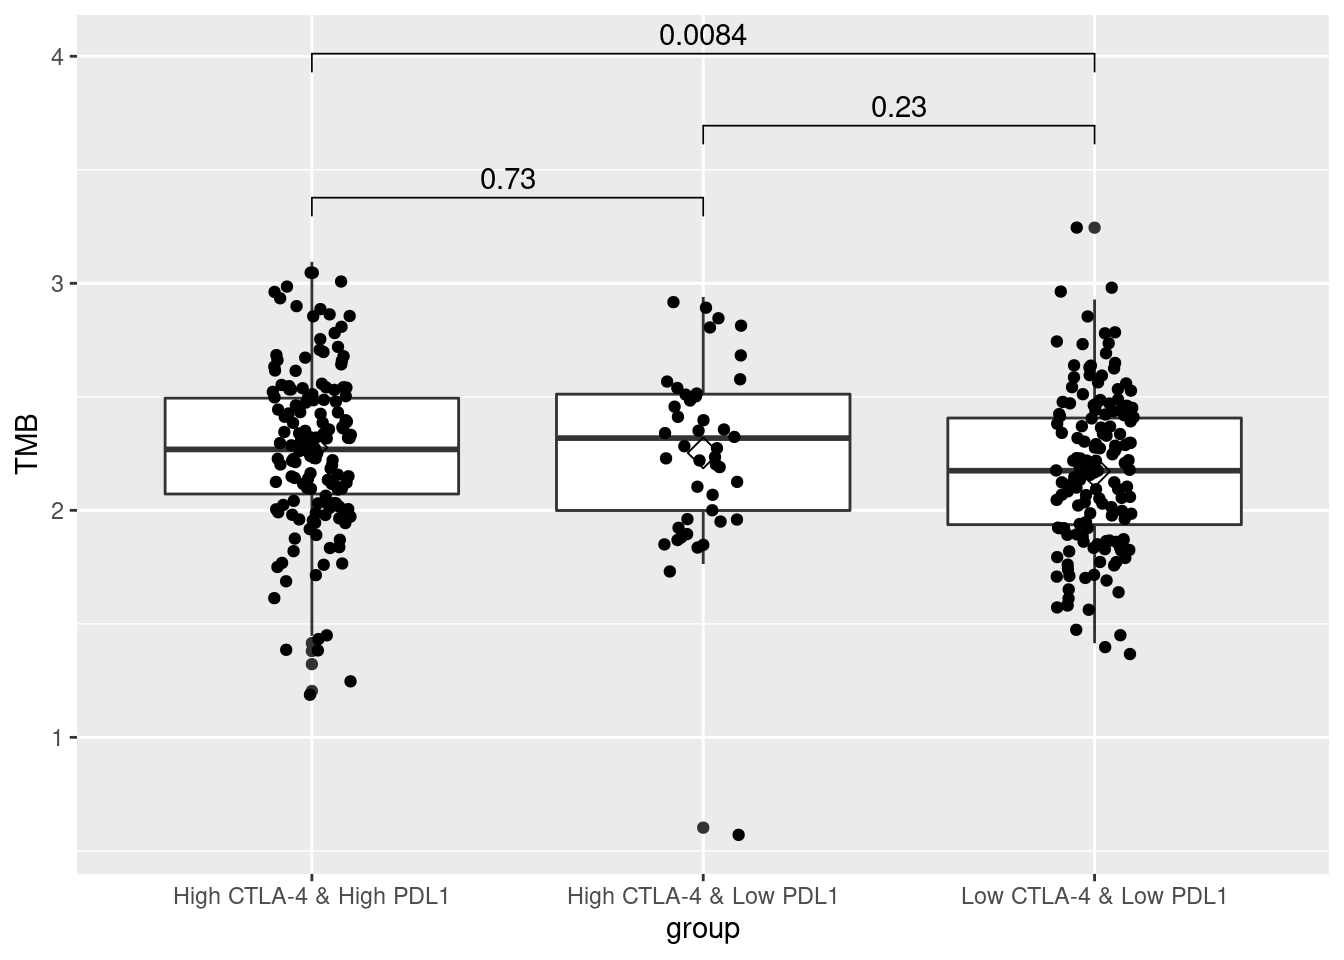 0.0084
0.23
0.73
4
3
2
1
TMB
High CTLA-4 & High PDL1
High CTLA-4 & Low PDL1
Low CTLA-4 & Low PDL1
group